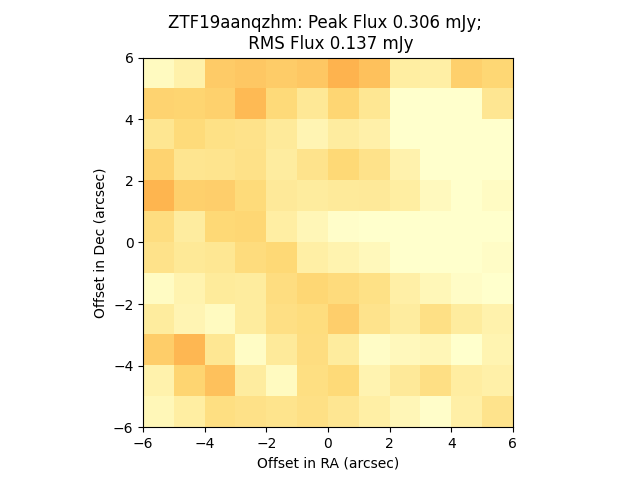 ZTF19aanqzhm: Peak Flux 0.306 mJy;
RMS Flux 0.137 mJy
6
4
2
0
−2
−4
−6
Offset in Dec (arcsec)
−6 −4 −2 0 2 4 6
Offset in RA (arcsec)